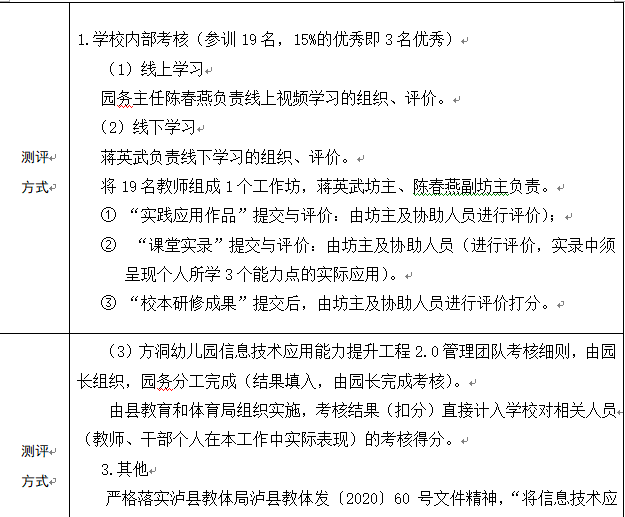 1.学校内部考核（参训 19 名，15%的优秀即 3 名优秀）
（1）线上学习
园务主任陈春燕负责线上视频学习的组织、评价。
（2）线下学习
蒋英武负责线下学习的组织、评价。
测评
方式
将 19 名教师组成 1 个工作坊，蒋英武坊主、陈春燕副坊主负责。
① “实践应用作品”提交与评价：由坊主及协助人员进行评价）；
② “课堂实录”提交与评价：由坊主及协助人员（进行评价，实录中须
呈现个人所学 3 个能力点的实际应用）。
③ “校本研修成果”提交后，由坊主及协助人员进行评价打分。
（3）方洞幼儿园信息技术应用能力提升工程 2.0 管理团队考核细则，由园
长组织，园务分工完成（结果填入，由园长完成考核）。
由县教育和体育局组织实施，考核结果（扣分）直接计入学校对相关人员
（教师、干部个人在本工作中实际表现）的考核得分。
测评
方式
3.其他
严格落实泸县教体局泸县教体发〔2020〕60 号文件精神，“将信息技术应